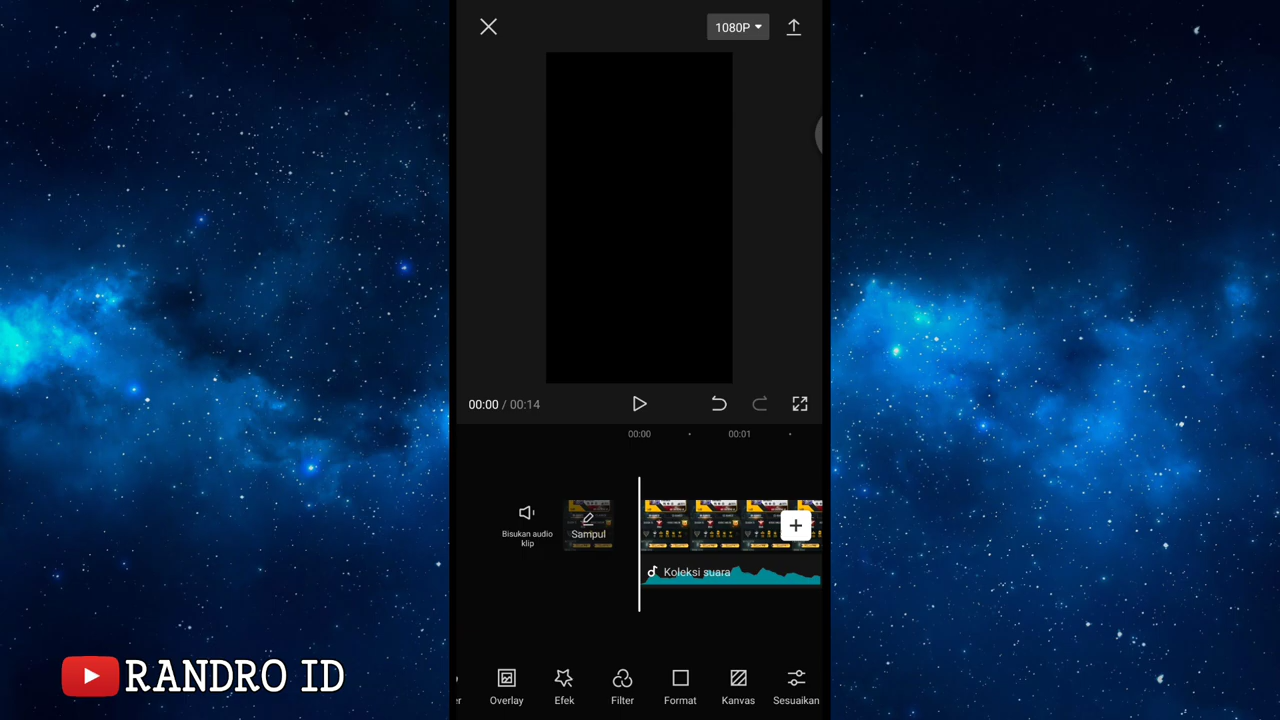 1080P
00:00 / 00:14
00:00
00:01
Bisukan audio
klip
Sampul
Koleksi suara
er
Overlay
Efek
Filter
Format
Kanvas
Sesuaikan
RANDRO ID